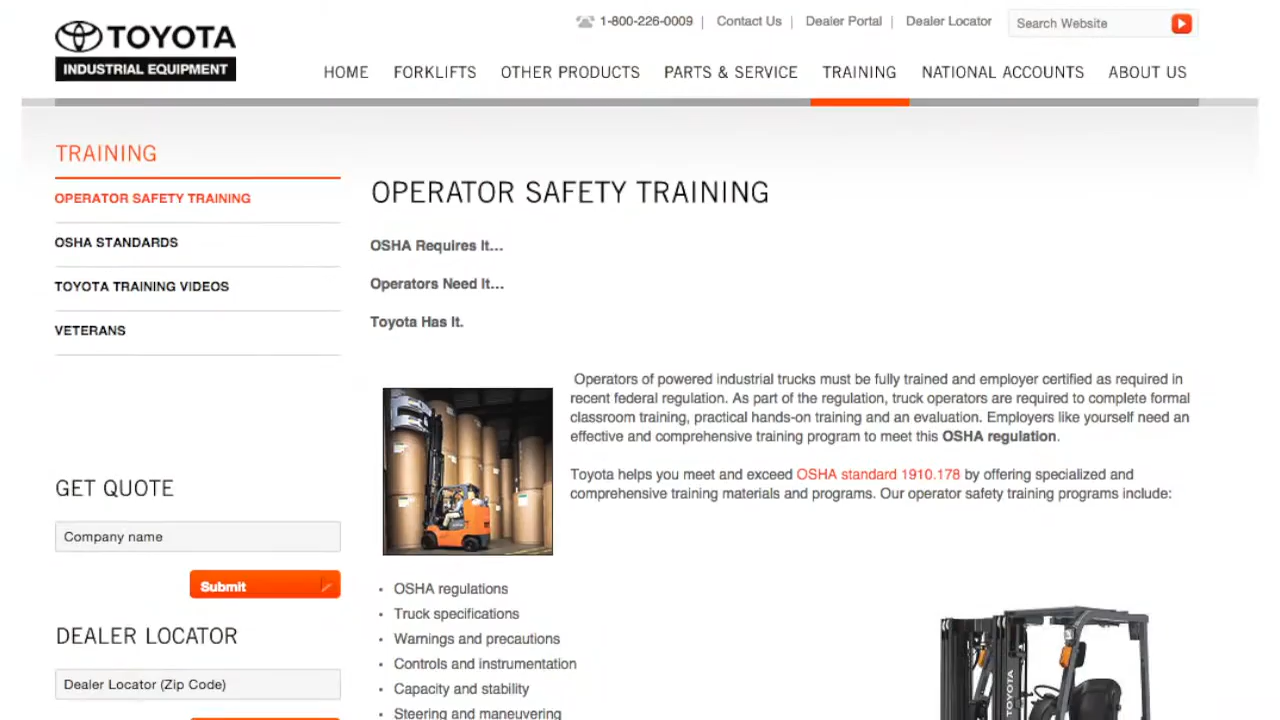 TOYOTA
INDUSTRIAL EQUIPMENT
1-800-226-0009 | Contact Us | Dealer Portal | Dealer Locator
Search Website
HOME FORKLIFTS OTHER PRODUCTS PARTS & SERVICE TRAINING NATIONAL ACCOUNTS ABOUT US
TRAINING
OPERATOR SAFETY TRAINING
OSHA STANDARDS
TOYOTA TRAINING VIDEOS
VETERANS
GET QUOTE
Company name
Submit
DEALER LOCATOR
Dealer Locator (Zip Code)
OPERATOR SAFETY TRAINING
OSHA Requires It...
Operators Need It...
Toyota Has It.
Operators of powered industrial trucks must be fully trained and employer certified as required in
recent federal regulation. As part of the regulation, truck operators are required to complete formal
classroom training, practical hands-on training and an evaluation. Employers like yourself need an
effective and comprehensive training program to meet this OSHA regulation.
Toyota helps you meet and exceed OSHA standard 1910.178 by offering specialized and
comprehensive training materials and programs. Our operator safety training programs include:
• OSHA regulations
• Truck specifications
• Warnings and precautions
• Controls and instrumentation
• Capacity and stability
• Steering and maneuvering
TOYOTA